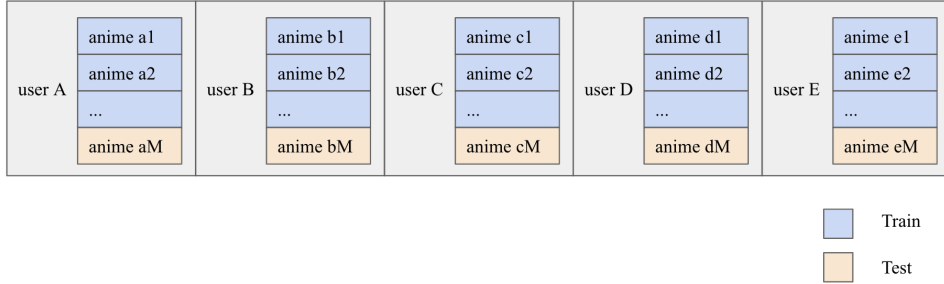 anime a1
anime a2
user A
...
anime aM
anime b1
anime b2
user B
...
anime bM
anime c1
anime c2
user C
...
anime cM
anime d1
anime d2
user D
...
anime dM
anime e1
anime e2
user E
...
anime eM
Train
Test